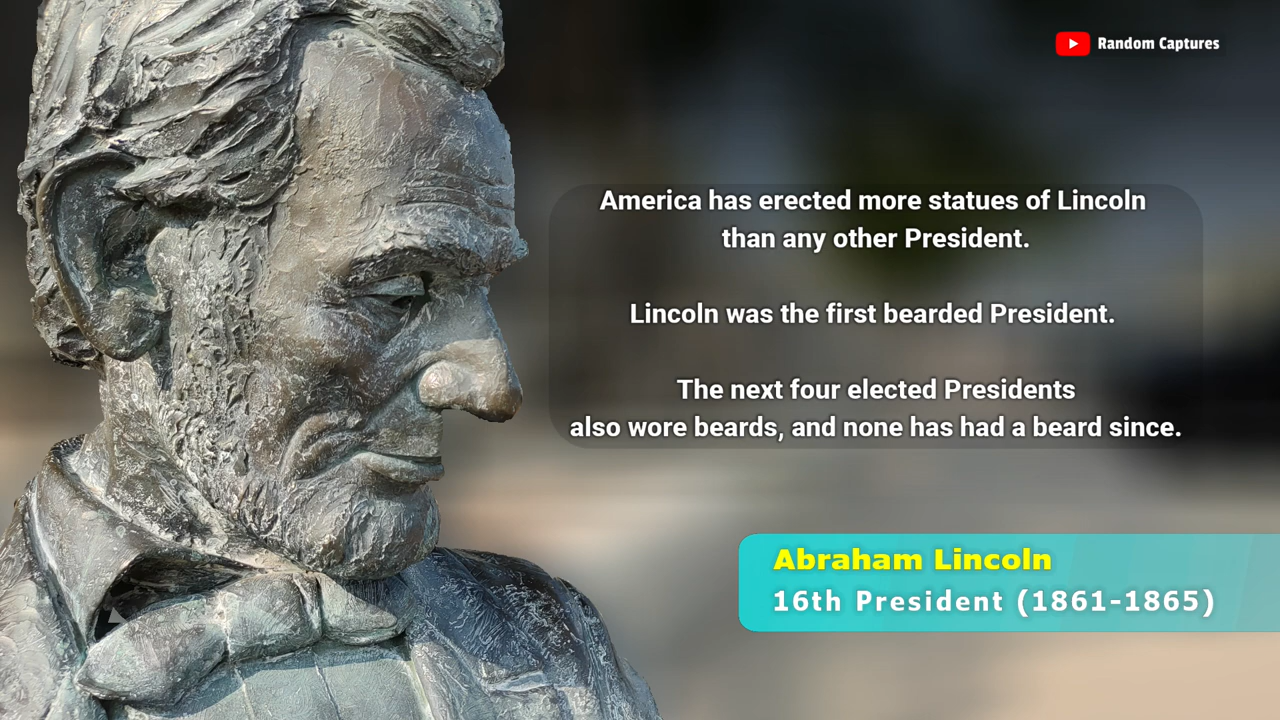 Random Captures
America has erected more statues of Lincoln
than any other President.
Lincoln was the first bearded President.
The next four elected Presidents
also wore beards, and none has had a beard since.
Abraham Lincoln
16th President (1861-1865)